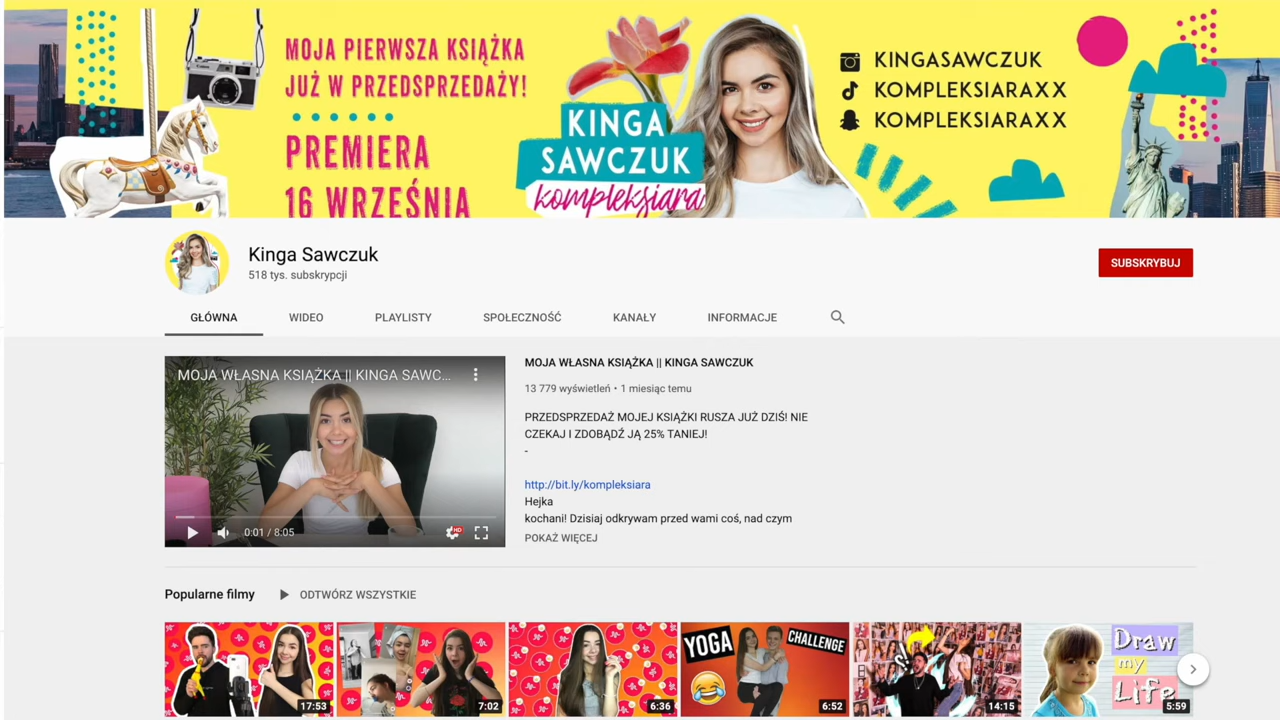 MOJA PIERWSZA KSIĄŻKA
JUŻ W PRZEDSPRZEDAŻY!
PREMIERA
16 WRZEŚNIA
Canon
KINGA
SAWCZUK
kompleksiara
KINGASAWCZUK
KOMPLEKSIARAXX
KOMPLEKSIARAXX
Kinga Sawczuk
518 tys. subskrypcji
SUBSKRYBUJ
GŁÓWNA WIDEO PLAYLISTY SPOŁECZNOŚĆ KANAŁY INFORMACJE
MOJA WŁASNA KSIĄŻKA || KINGA SAWC...
0:01 / 8:05
HD
MOJA WŁASNA KSIĄŻKA || KINGA SAWCZUK
13 779 wyświetleń • 1 miesiąc temu
PRZEDSPRZEDAŻ MOJEJ KSIĄŻKI RUSZA JUŻ DZIŚ! NIE
CZEKAJ I ZDOBĄDŹ JĄ 25% TANIEJ!
-
http://bit.ly/kompleksiara
Hejka
kochani! Dzisiaj odkrywam przed wami coś, nad czym
POKAŻ WIĘCEJ
Popularne filmy ODTWÓRZ WSZYSTKIE
17:53
7:02
6:36
YOGA
CHALLENGE
6:52
14:15
Draw
my
Life
5:59